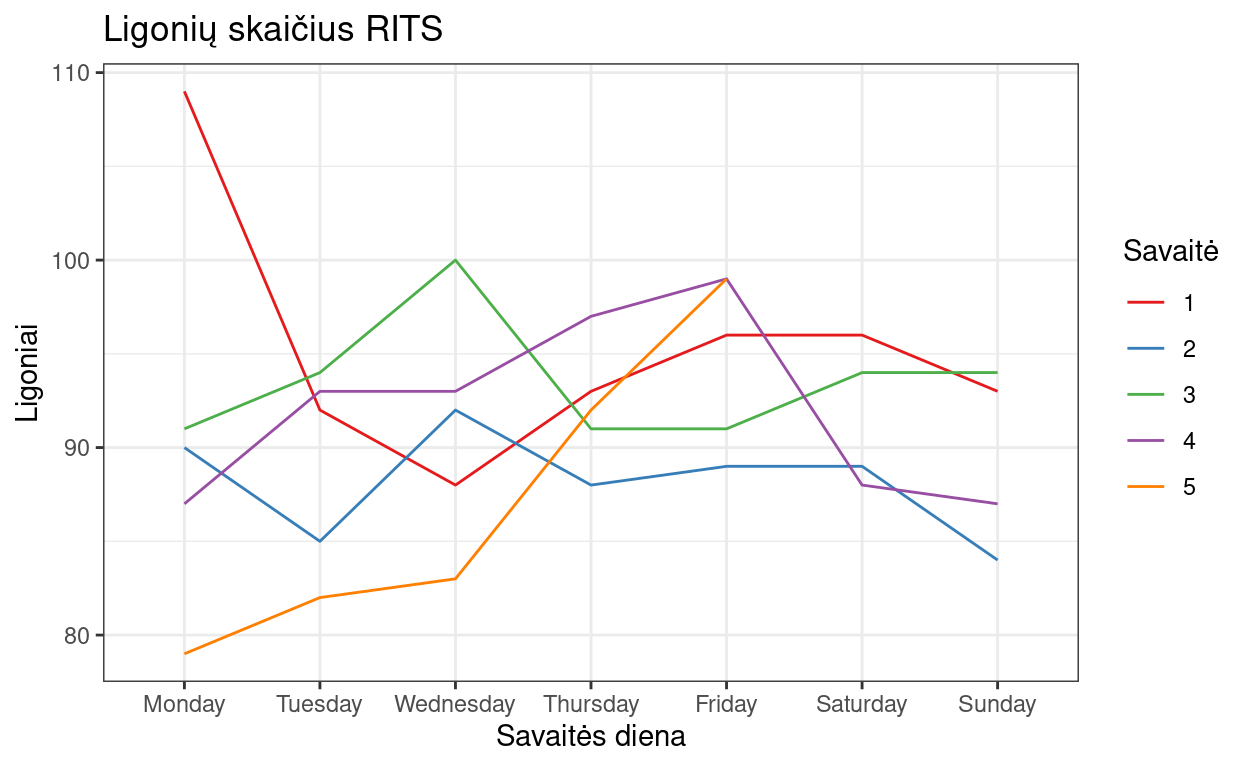 Ligonių skaičius RITS
Ligoniai
110
100
90
80
Monday Tuesday Wednesday Thursday Friday Saturday Sunday
Savaitės diena
Savaitė
1
2
3
4
5